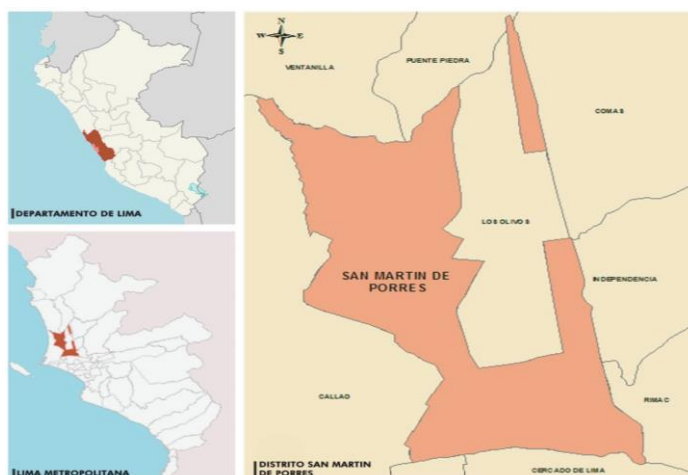 DEPARTAMENTO DE LIMA
LIMA METROPOLITANA
N
W E
S
VENTANILLA
PUENTE PIEDRA
COMAS
LOS OLIVOS
SAN MARTIN DE
PORRES
INDEPENDENCIA
CALLAO
RIMAC
CERCADO DE LIMA
DISTRITO SAN MARTIN
DE PORRES